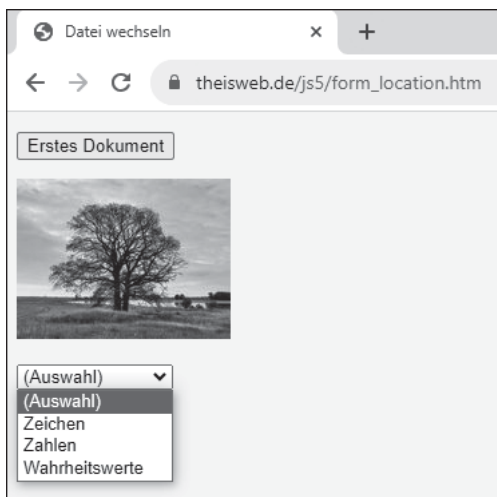 Datei wechseln
theisweb.de/js5/form_location.htm
Erstes Dokument
(Auswahl)
(Auswahl)
Zeichen
Zahlen
Wahrheitswerte